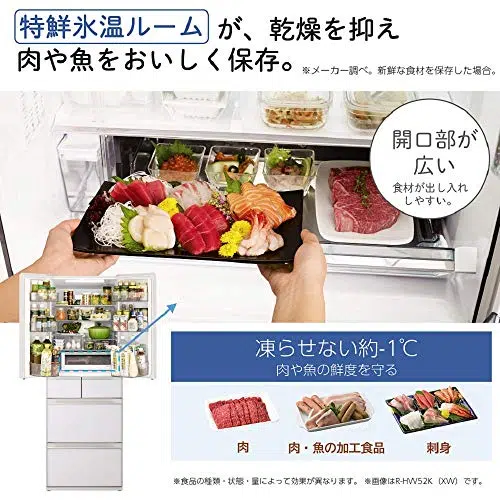 特鮮氷温ルーム が、乾燥を抑え
肉や魚をおいしく保存。 ※メーカー調べ。新鮮な食材を保存した場合。
開口部が
広い
食材が出し入れ
しやすい。
凍らせない約-1℃
肉や魚の鮮度を守る
肉 肉・魚の加工食品 刺身
※食品の種類・状態・量によって効果が異なります。 ※画像はR-HW52K（XW）です。